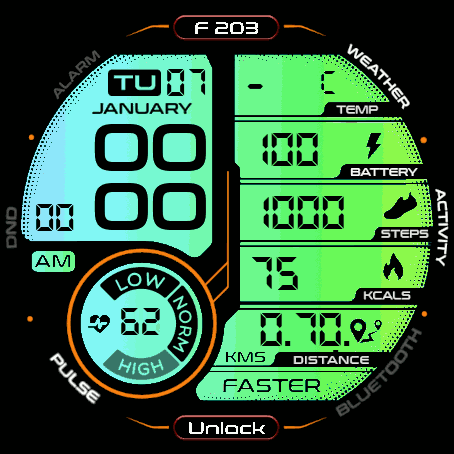 F 203
ALARM
WEATHER
TU 07
JANUARY
- C
TEMP
00
00
00
AM
DND
100
BATTERY
1000
STEPS
ACTIVITY
75
KCALS
0.70.
KMS
DISTANCE
FASTER
LOW
NORM
HIGH
62
PULSE
BLUETOOTH
Unlock